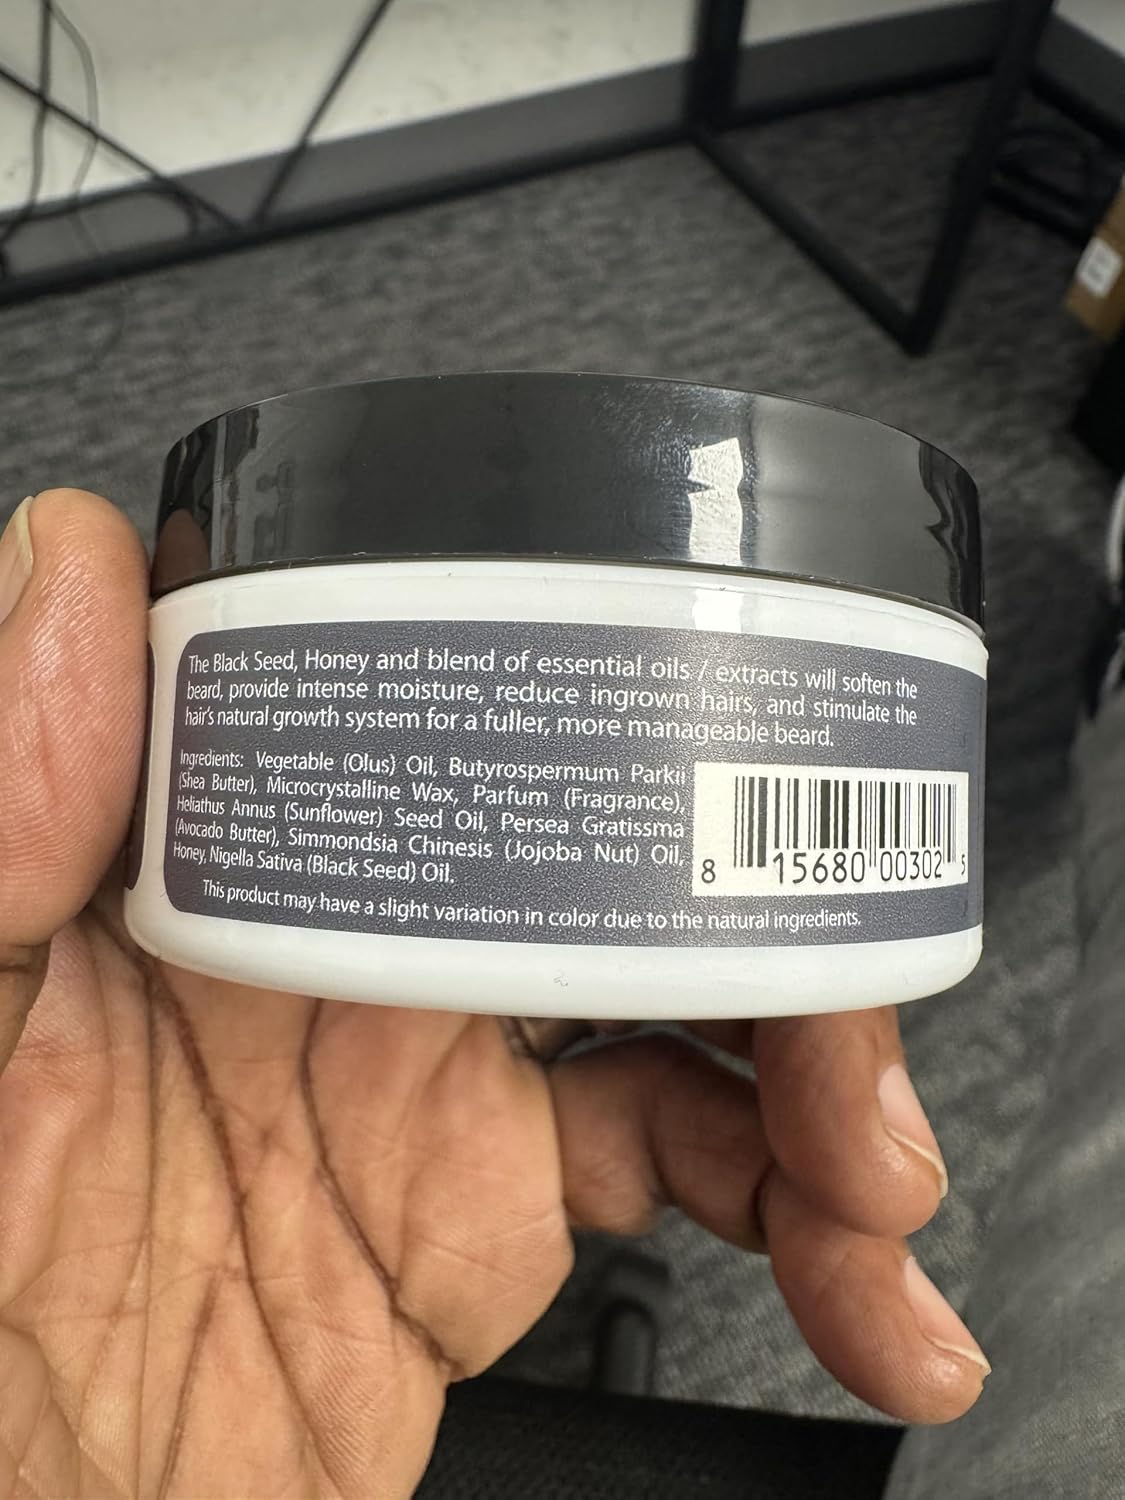 The Black Seed, Honey and blend of essential oils / extracts will soften the
beard, provide intense moisture, reduce ingrown hairs, and stimulate the
hair's natural growth system for a fuller, more manageable beard.
Ingredients: Vegetable (Olus) Oil, Butyrospermum Parkii
(Shea Butter), Microcrystalline Wax, Parfum (Fragrance),
Heliathus Annus (Sunflower) Seed Oil, Persea Gratissma
(Avocado Butter), Simmondsia Chinesis (Jojoba Nut) Oil,
Honey, Nigella Sativa (Black Seed) Oil.
8 15680 00302 5
This product may have a slight variation in color due to the natural ingredients.